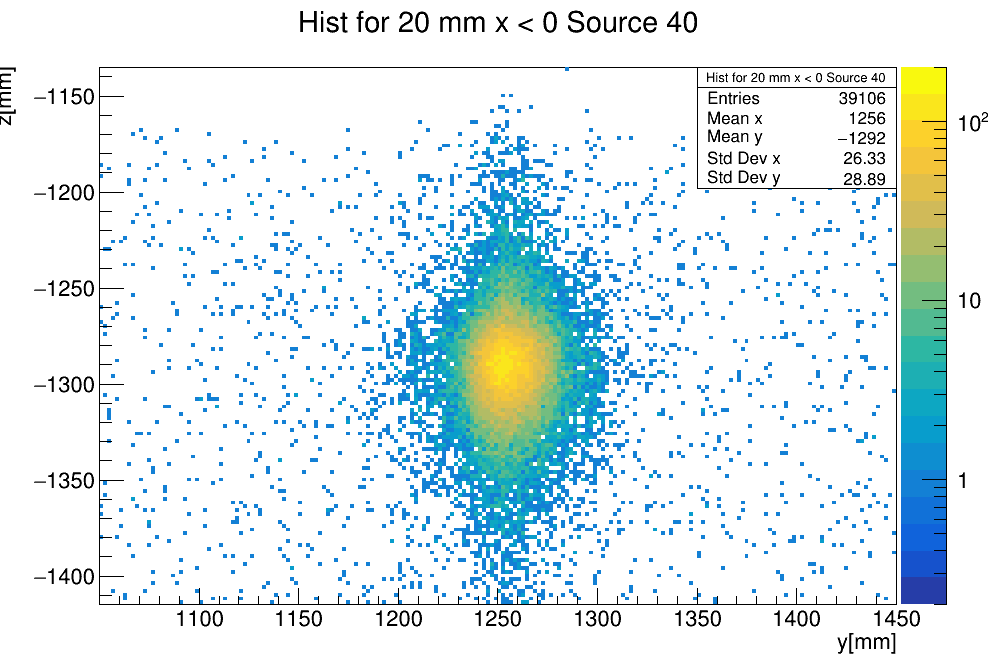 Hist for 20 mm x < 0 Source 40
z[mm]
−1150
−1200
−1250
−1300
−1350
−1400
Hist for 20 mm x < 0 Source 40
Entries 39106
Mean x 1256
Mean y −1292
Std Dev x 26.33
Std Dev y 28.89
10²
10
1
1100 1150 1200 1250 1300 1350 1400 1450
y[mm]